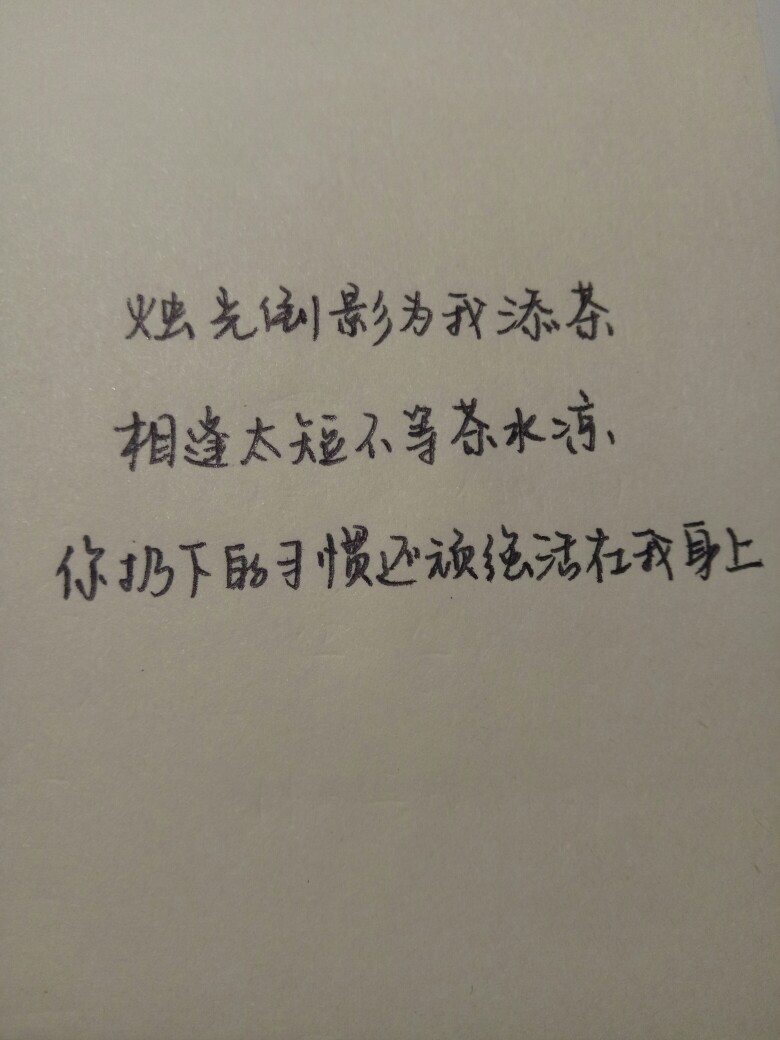 烛光倒影为我添茶
相逢太短不等茶水凉
你扔下的习惯还顽强活在我身上